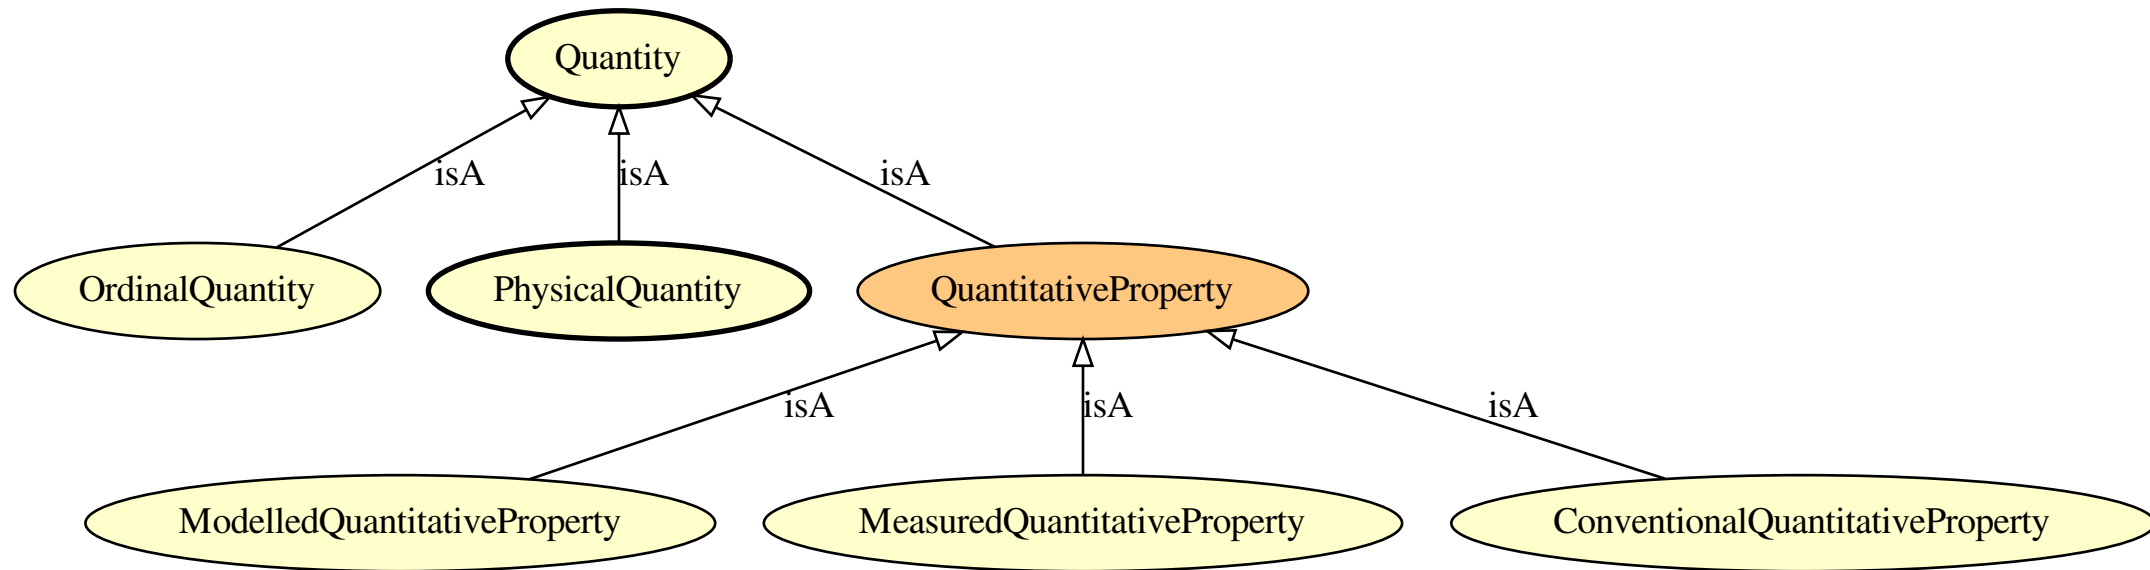 Quantity
isA isA isA
OrdinalQuantity PhysicalQuantity QuantitativeProperty
isA isA isA
ModelledQuantitativeProperty MeasuredQuantitativeProperty ConventionalQuantitativeProperty